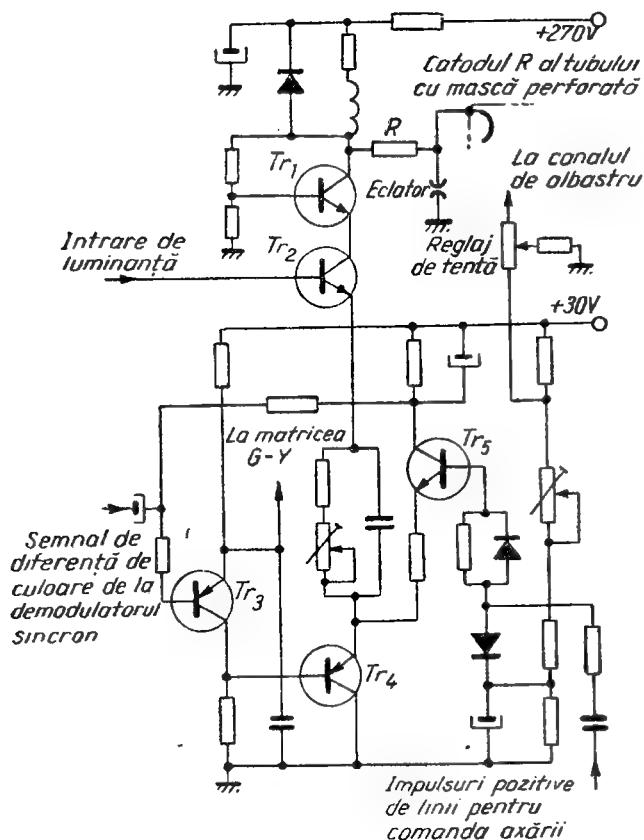 +270V
Catodul R al tubului
cu mască perforată
R
Tr1
Eclator
La canalul
de albastru
Tr2
Intrare de
luminanță
Reglaj
de tentă
+30V
La matricea
G-Y
Tr5
Semnal de
diferență de
culoare de la
demodulatorul
sincron
Tr3
Tr4
Impulsuri pozitive
de linii pentru
comanda axării